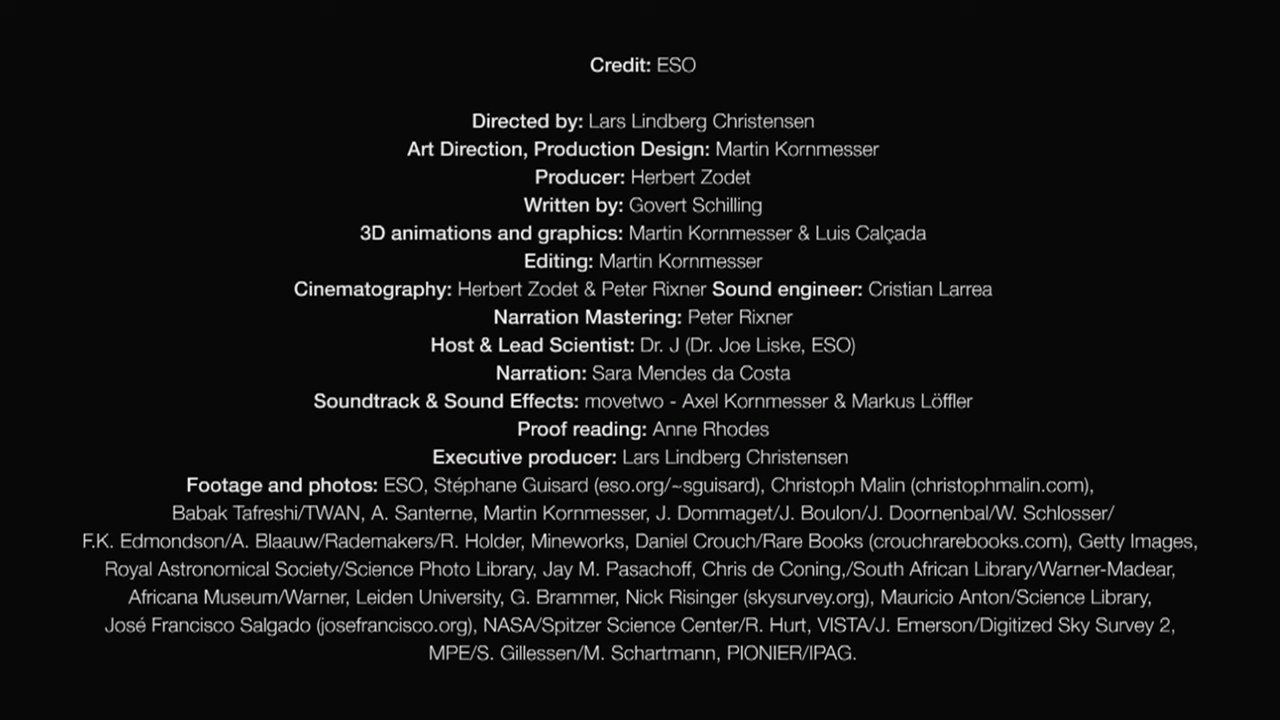 Credit: ESO
Directed by: Lars Lindberg Christensen
Art Direction, Production Design: Martin Kornmesser
Producer: Herbert Zodet
Written by: Govert Schilling
3D animations and graphics: Martin Kornmesser & Luis Calçada
Editing: Martin Kornmesser
Cinematography: Herbert Zodet & Peter Rixner Sound engineer: Cristian Larrea
Narration Mastering: Peter Rixner
Host & Lead Scientist: Dr. J (Dr. Joe Liske, ESO)
Narration: Sara Mendes da Costa
Soundtrack & Sound Effects: movetwo - Axel Kornmesser & Markus Löffler
Proof reading: Anne Rhodes
Executive producer: Lars Lindberg Christensen
Footage and photos: ESO, Stéphane Guisard (eso.org/~sguisard), Christoph Malin (christophmalin.com),
Babak Tafreshi/TWAN, A. Santerne, Martin Kornmesser, J. Dommaget/J. Boulon/J. Doornenbal/W. Schlosser/
F.K. Edmondson/A. Blaauw/Rademakers/R. Holder, Mineworks, Daniel Crouch/Rare Books (crouchrarebooks.com), Getty Images,
Royal Astronomical Society/Science Photo Library, Jay M. Pasachoff, Chris de Coning,/South African Library/Warner-Madear,
Africana Museum/Warner, Leiden University, G. Brammer, Nick Risinger (skysurvey.org), Mauricio Anton/Science Library,
José Francisco Salgado (josefrancisco.org), NASA/Spitzer Science Center/R. Hurt, VISTA/J. Emerson/Digitized Sky Survey 2,
MPE/S. Gillessen/M. Schartmann, PIONIER/IPAG.